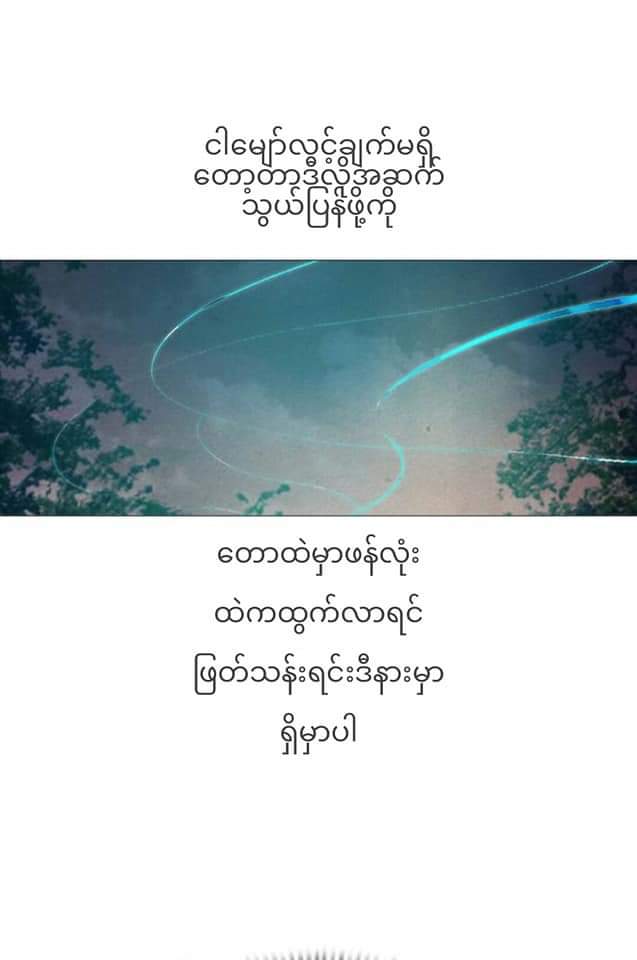 ငါမျှော်လွင့်ချက်မရှိ
တော့တာဒီလိုအဆက်
သွယ်ပြန်ဖို့ကို
တောထဲမှာဖန်လုံး
ထဲကထွက်လာရင်
ဖြတ်သန်းရင်းဒီနားမှာ
ရှိမှာပါ